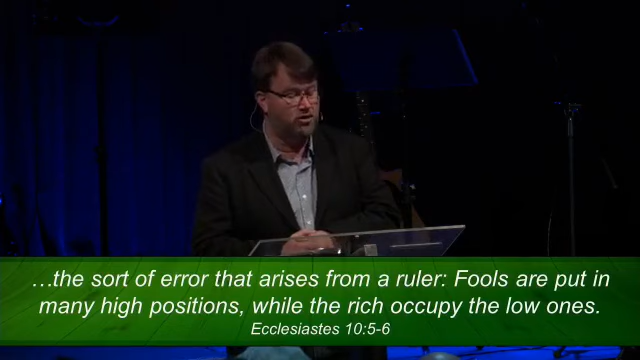 …the sort of error that arises from a ruler: Fools are put in
many high positions, while the rich occupy the low ones.
Ecclesiastes 10:5-6